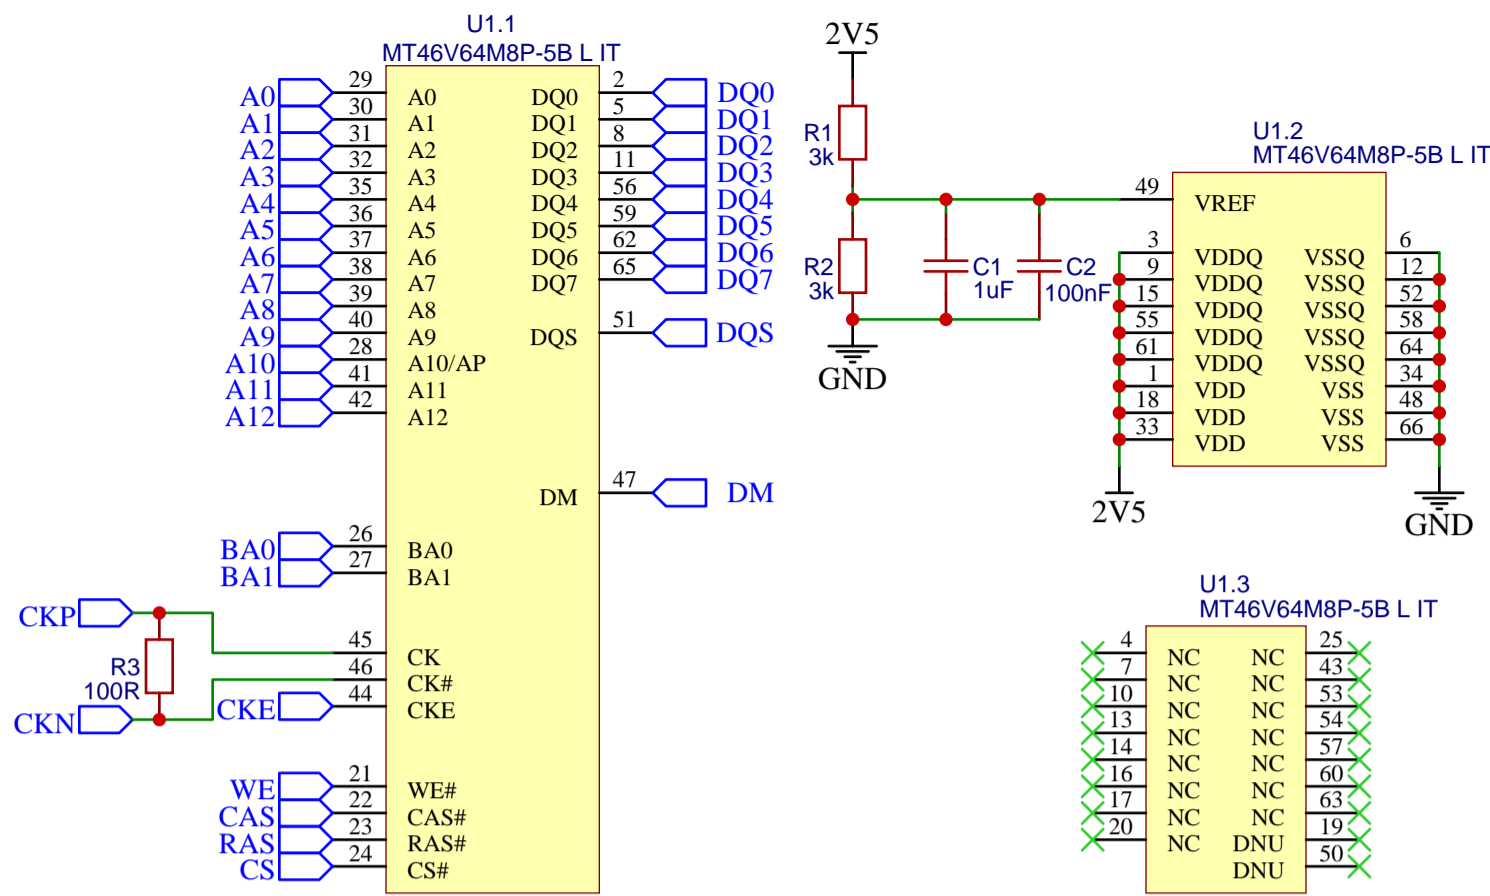 U1.1
MT46V64M8P-5B L IT
A0 29 A0 DQ0 2 DQ0
A1 30 A1 DQ1 5 DQ1
A2 31 A2 DQ2 8 DQ2
A3 32 A3 DQ3 11 DQ3
A4 35 A4 DQ4 56 DQ4
A5 36 A5 DQ5 59 DQ5
A6 37 A6 DQ6 62 DQ6
A7 38 A7 DQ7 65 DQ7
A8 39 A8
A9 40 A9 DQS 51 DQS
A10 28 A10/AP
A11 41 A11
A12 42 A12
DM 47 DM
BA0 26 BA0
BA1 27 BA1
CKP
45 CK
R3
100R
46 CK#
CKN
CKE 44 CKE
WE 21 WE#
CAS 22 CAS#
RAS 23 RAS#
CS 24 CS#
2V5
R1
3k
R2
3k
C1
1uF
C2
100nF
GND
U1.2
MT46V64M8P-5B L IT
49 VREF
3 VDDQ VSSQ 6
9 VDDQ VSSQ 12
15 VDDQ VSSQ 52
55 VDDQ VSSQ 58
61 VDDQ VSSQ 64
1 VDD VSS 34
18 VDD VSS 48
33 VDD VSS 66
2V5
GND
U1.3
MT46V64M8P-5B L IT
4 NC NC 25
7 NC NC 43
10 NC NC 53
13 NC NC 54
14 NC NC 57
16 NC NC 60
17 NC NC 63
20 NC DNU 19
DNU 50